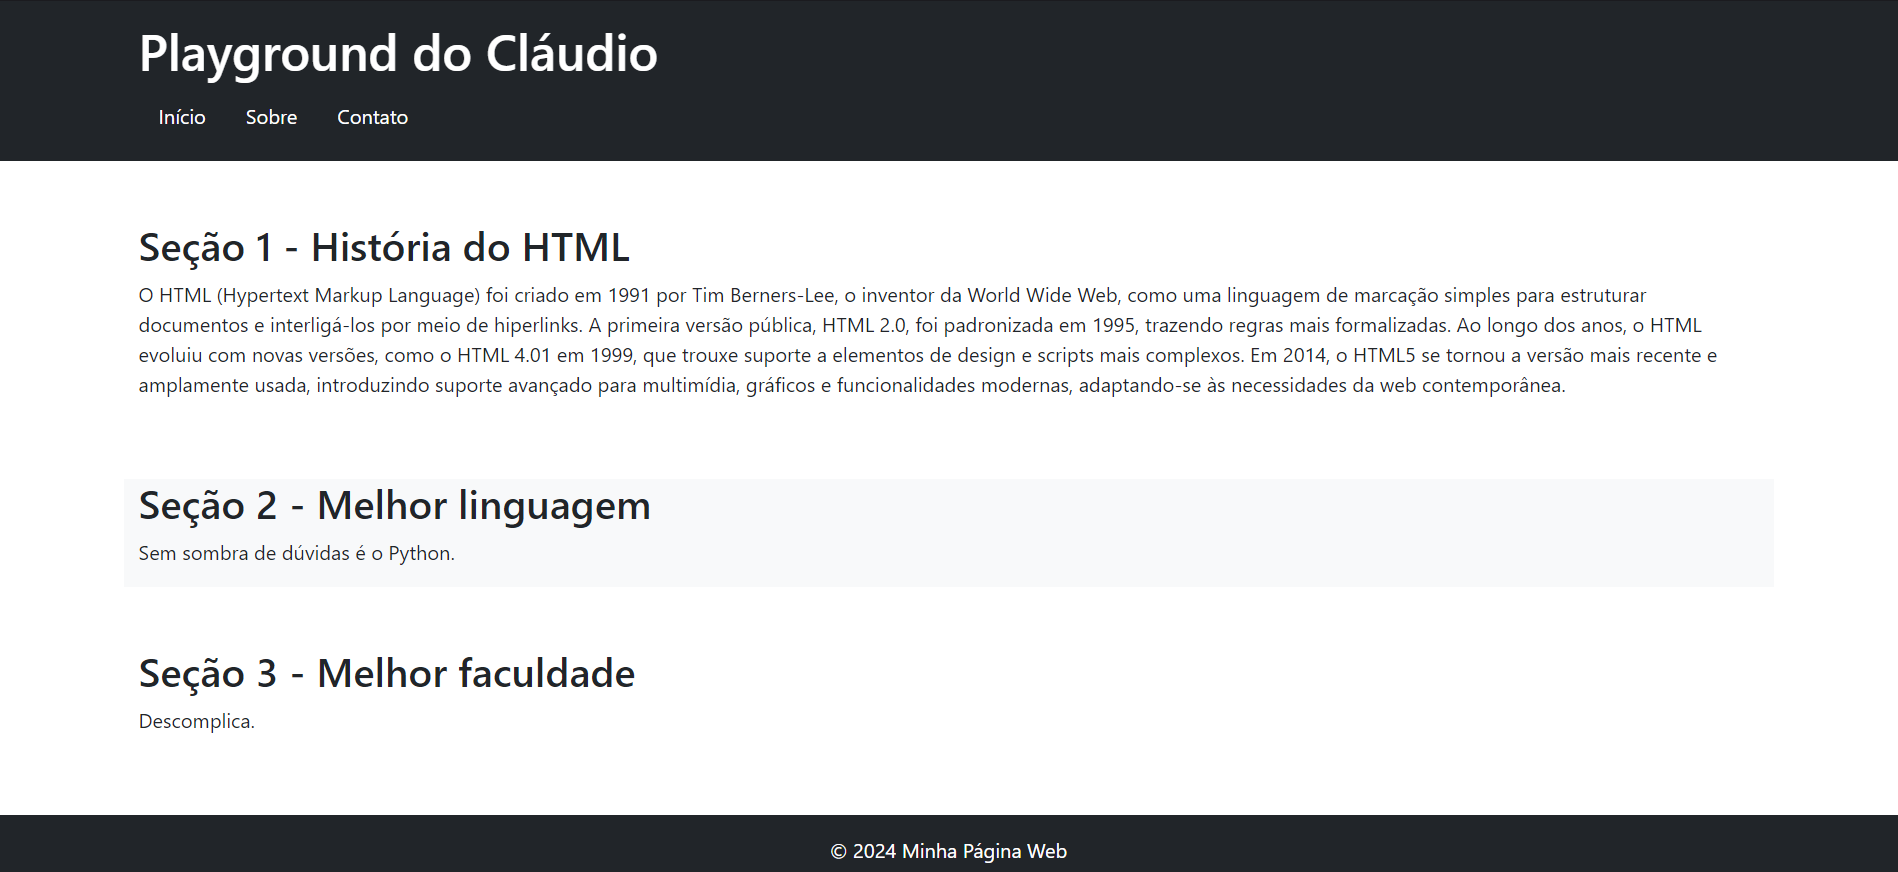 Playground do Cláudio
Início Sobre Contato
Seção 1 - História do HTML
O HTML (Hypertext Markup Language) foi criado em 1991 por Tim Berners-Lee, o inventor da World Wide Web, como uma linguagem de marcação simples para estruturar
documentos e interligá-los por meio de hiperlinks. A primeira versão pública, HTML 2.0, foi padronizada em 1995, trazendo regras mais formalizadas. Ao longo dos anos, o HTML
evoluiu com novas versões, como o HTML 4.01 em 1999, que trouxe suporte a elementos de design e scripts mais complexos. Em 2014, o HTML5 se tornou a versão mais recente e
amplamente usada, introduzindo suporte avançado para multimídia, gráficos e funcionalidades modernas, adaptando-se às necessidades da web contemporânea.
Seção 2 - Melhor linguagem
Sem sombra de dúvidas é o Python.
Seção 3 - Melhor faculdade
Descomplica.
© 2024 Minha Página Web